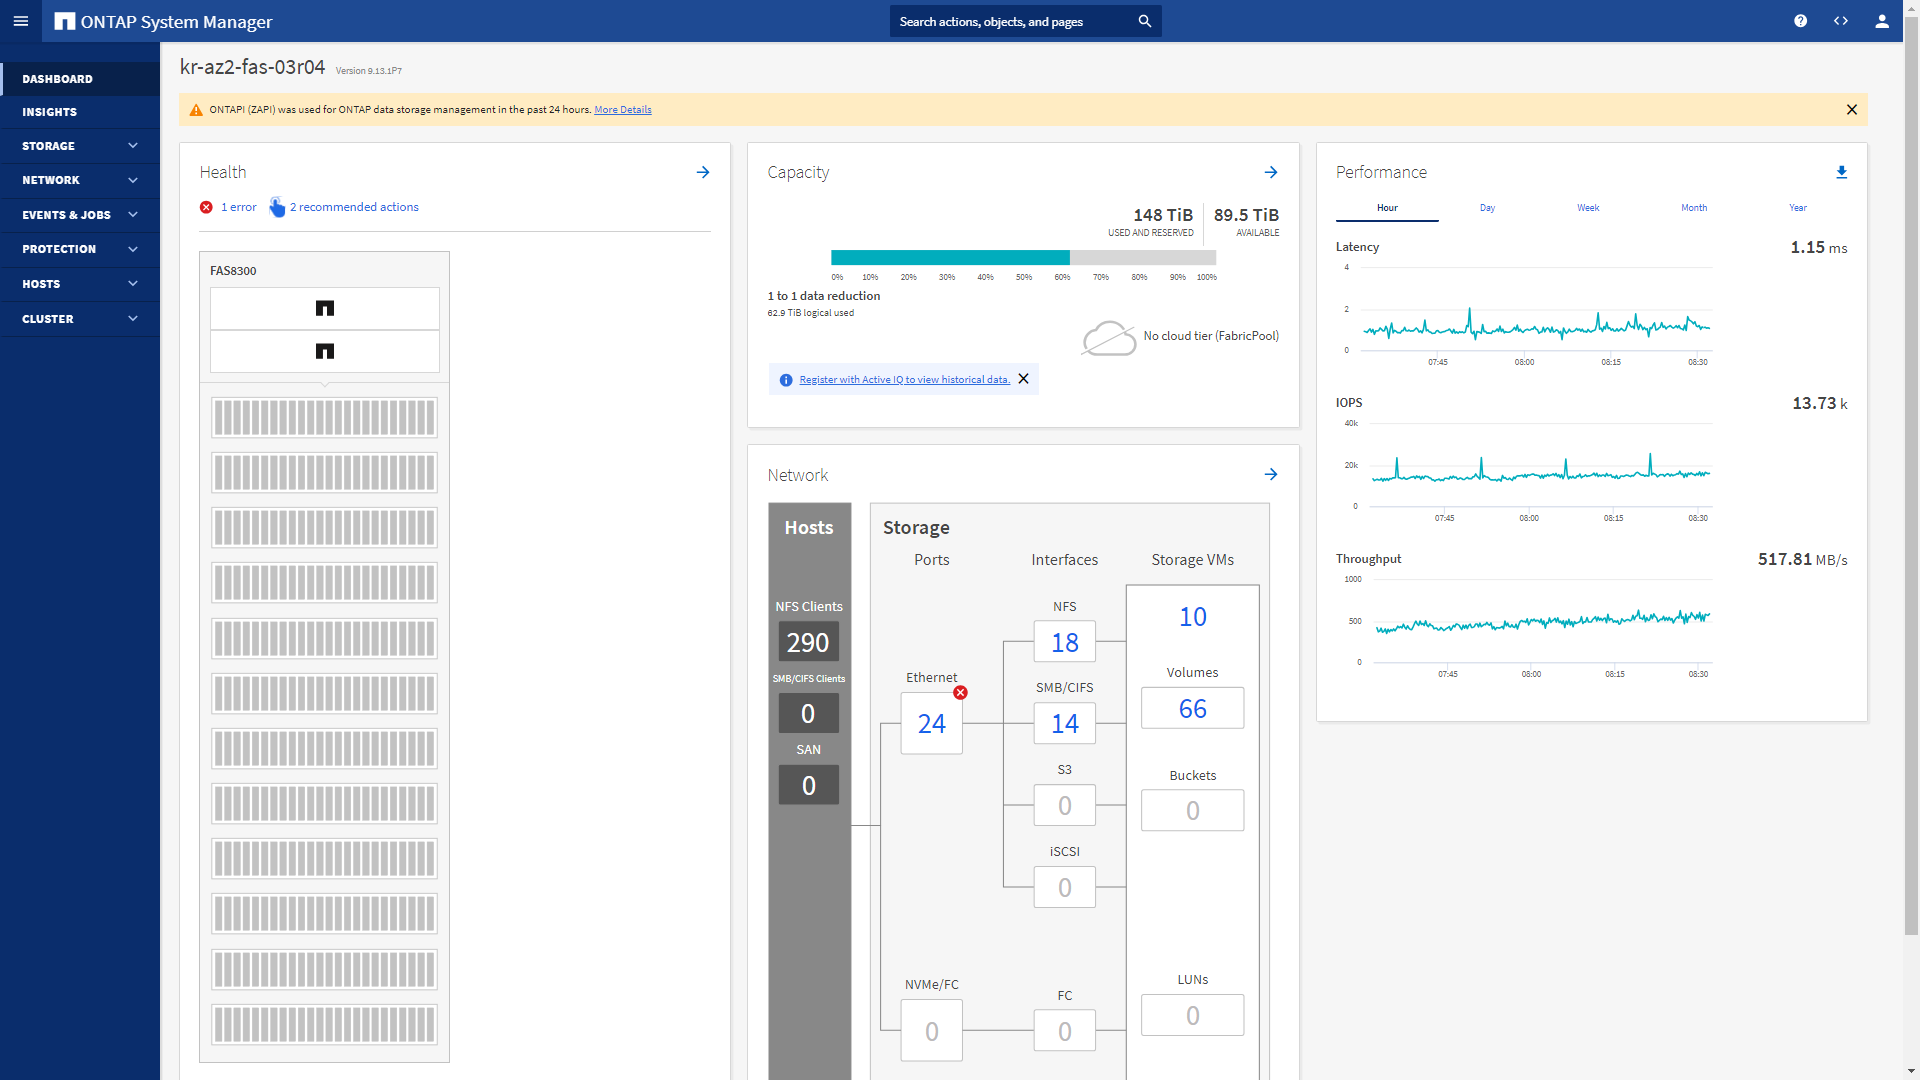 ONTAP System Manager
Search actions, objects, and pages
DASHBOARD
INSIGHTS
STORAGE
NETWORK
EVENTS & JOBS
PROTECTION
HOSTS
CLUSTER
kr-az2-fas-03r04 Version 9.13.1P7
ONTAPI (ZAPI) was used for ONTAP data storage management in the past 24 hours. More Details
Health
1 error 2 recommended actions
FAS8300
Capacity
148 TiB 89.5 TiB
USED AND RESERVED AVAILABLE
0% 10% 20% 30% 40% 50% 60% 70% 80% 90% 100%
1 to 1 data reduction
62.9 TiB logical used
No cloud tier (FabricPool)
Register with Active IQ to view historical data.
Network
Hosts
NFS Clients
290
SMB/CIFS Clients
0
SAN
0
Storage
Ports Interfaces Storage VMs
Ethernet
24
NVMe/FC
0
NFS
18
SMB/CIFS
14
S3
0
iSCSI
0
FC
0
10
Volumes
66
Buckets
0
LUNs
0
Performance
Hour Day Week Month Year
Latency 1.15 ms
4
2
0
07:45 08:00 08:15 08:30
IOPS 13.73 k
40k
20k
0
07:45 08:00 08:15 08:30
Throughput 517.81 MB/s
1000
500
0
07:45 08:00 08:15 08:30